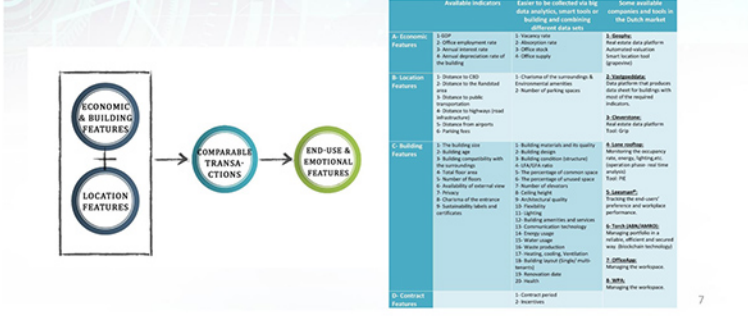 ECONOMIC
& BUILDING
FEATURES
LOCATION
FEATURES
COMPARABLE
TRANSA-
CTIONS
END-USE &
EMOTIONAL
FEATURES
Available indicators
Easier to be collected via big
data analytics, smart tools or
building and combining
different data sets
Some available
companies and tools in
the Dutch market
A- Economic
Features
1-GDP
2- Office employment rate
3- Annual interest rate
4- Annual depreciation rate of
the building
1- Vacancy rate
2- Absorption rate
3- Office stock
4- Office supply
1- Geophy:
Real estate data platform
Automated valuation
Smart location tool
(grapevine)
B- Location
Features
1- Distance to CBD
2- Distance to the Randstad
area
3- Distance to public
transportation
4- Distance to highways (road
infrastructure)
5- Distance from airports
6- Parking fees
1- Charisma of the surroundings &
Environmental amenities
2- Number of parking spaces
2- Vastgoeddata:
Data platform that produces
data sheet for buildings with
most of the required
indicators.
3- Cleverstone:
Real estate data platform
Tool: Grip
C- Building
Features
1- The building size
2- Building age
3- Building compatibility with
the surroundings
4- Total floor area
5- Number of floors
6- Availability of external view
7- Privacy
8- Charisma of the entrance
9- Sustainability labels and
certificates
1- Building materials and its quality
2- Building design
3- Building condition (structure)
4- LFA/GFA ratio
5- The percentage of common space
6- The percentage of unused space
7- Number of elevators
8- Ceiling height
9- Architectural quality
10- Flexibility
11- Lighting
12- Building amenities and services
13- Communication technology
14- Energy usage
15- Water usage
16- Waste production
17- Heating, cooling, Ventilation
18- Building layout (Single/ multi-
tenants)
19- Renovation date
20- Health
4- Lone rooftop:
Monitoring the occupancy
rate, energy, lighting,etc.
(operation phase- real time
analysis)
Tool: PIE
5- Leesman®:
Tracking the end-users'
preference and workplace
performance.
6- Torch (ABN/AMRO):
Managing portfolio in a
reliable, efficient and secured
way. (blockchain technology)
7- OfficeApp:
Managing the workspace.
8- WPA:
Managing the workspace.
D- Contract
Features
1- Contract period
2- Incentives
7